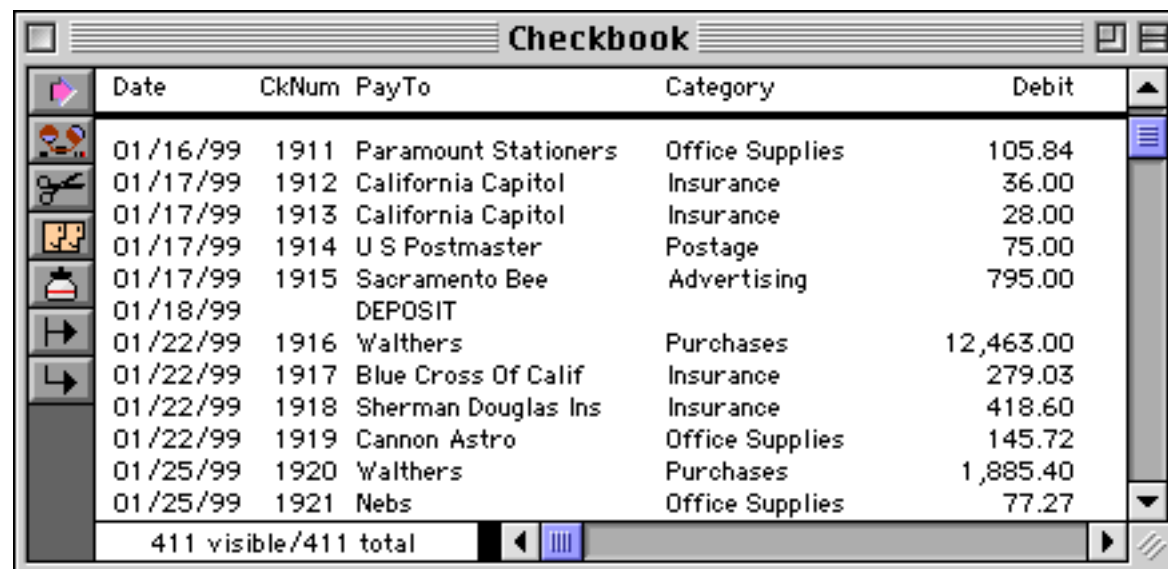 Checkbook
Date CkNum PayTo Category Debit
01/16/99 1911 Paramount Stationers Office Supplies 105.84
01/17/99 1912 California Capitol Insurance 36.00
01/17/99 1913 California Capitol Insurance 28.00
01/17/99 1914 U S Postmaster Postage 75.00
01/17/99 1915 Sacramento Bee Advertising 795.00
01/18/99 DEPOSIT
01/22/99 1916 Walthers Purchases 12,463.00
01/22/99 1917 Blue Cross Of Calif Insurance 279.03
01/22/99 1918 Sherman Douglas Ins Insurance 418.60
01/22/99 1919 Cannon Astro Office Supplies 145.72
01/25/99 1920 Walthers Purchases 1,885.40
01/25/99 1921 Nebs Office Supplies 77.27
411 visible/411 total